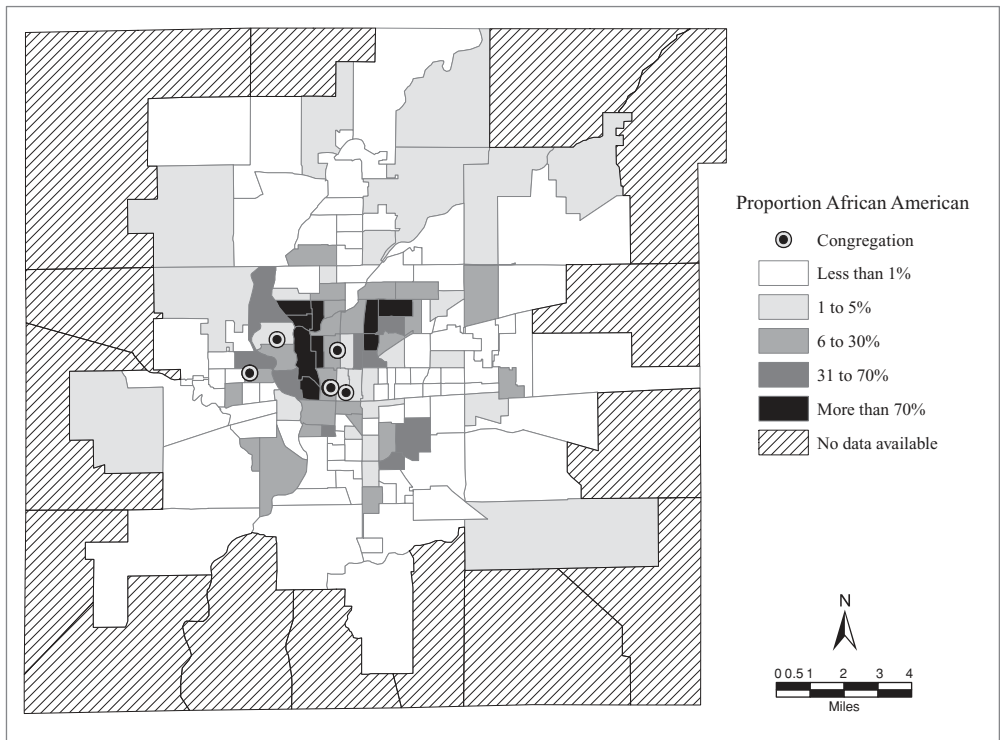 Proportion African American
Congregation
Less than 1%
1 to 5%
6 to 30%
31 to 70%
More than 70%
No data available
N
0 0.5 1 2 3 4
Miles